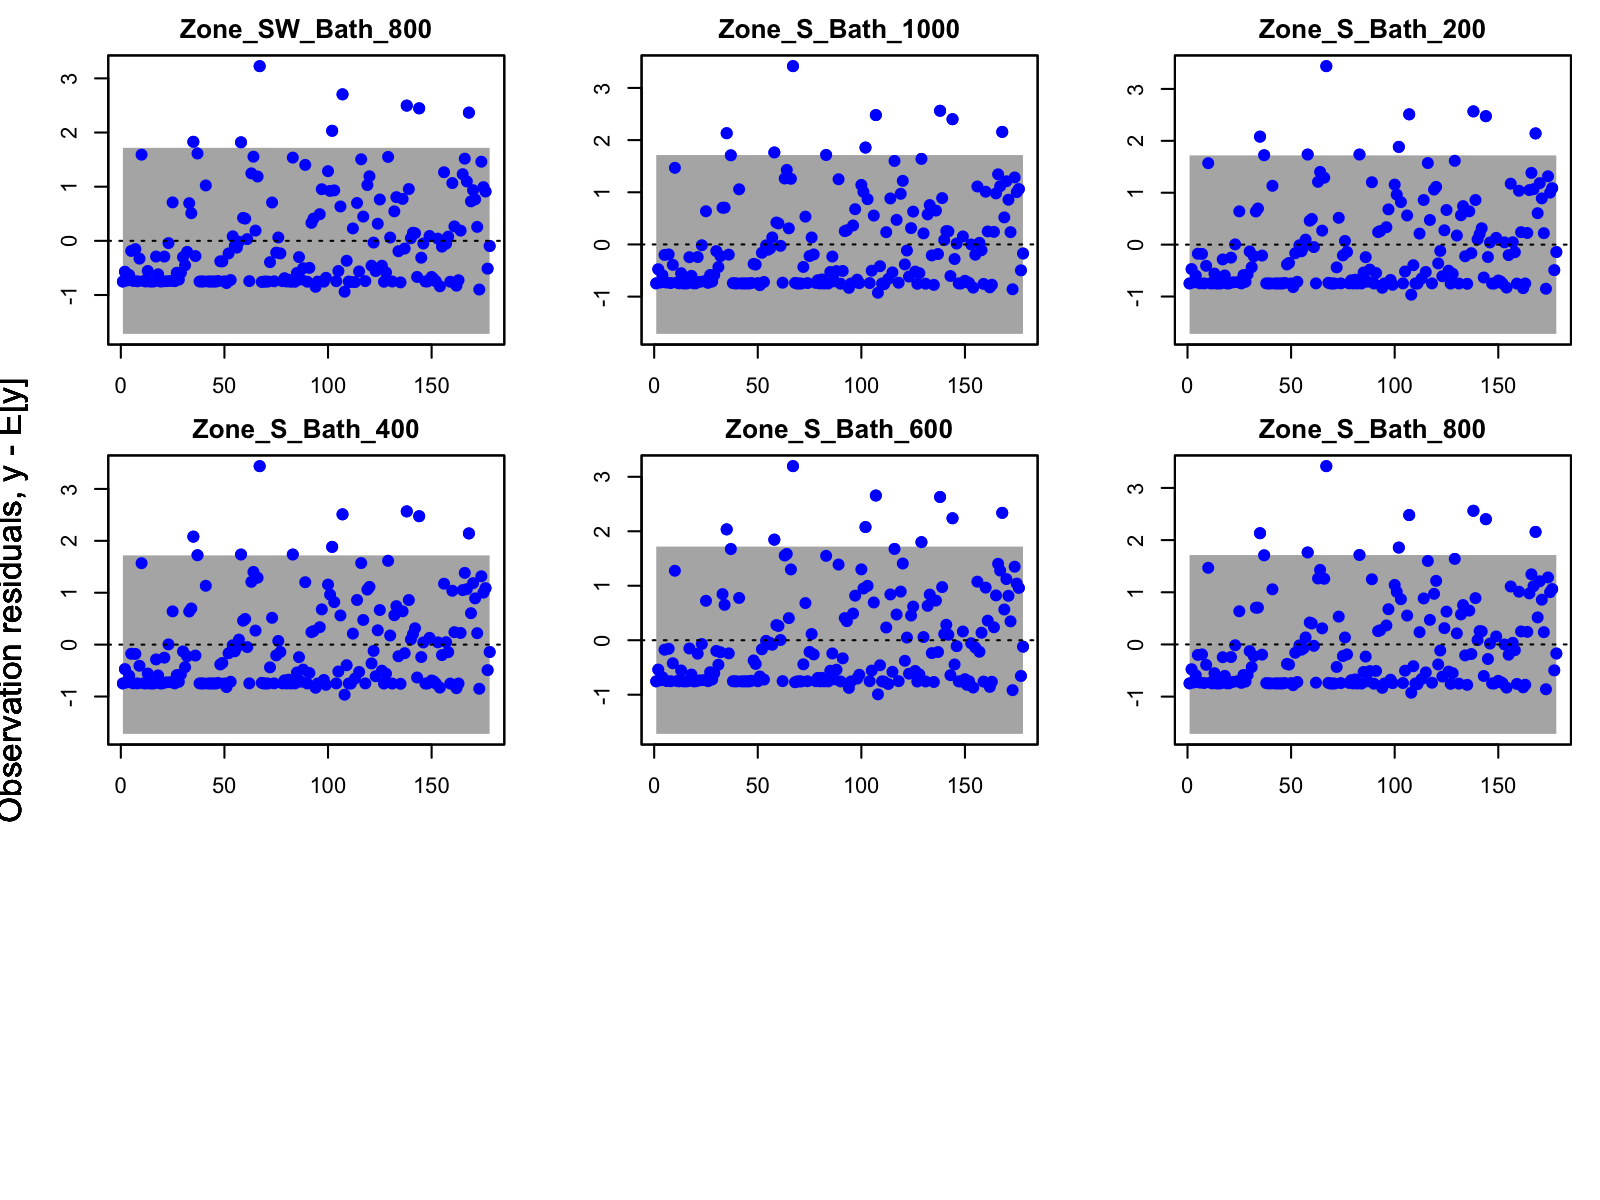 Zone_SW_Bath_800
3
2
1
0
-1
0 50 100 150
Zone_S_Bath_1000
3
2
1
0
-1
0 50 100 150
Zone_S_Bath_200
3
2
1
0
-1
0 50 100 150
Observation residuals, y - E[y]
Zone_S_Bath_400
3
2
1
0
-1
0 50 100 150
Zone_S_Bath_600
3
2
1
0
-1
0 50 100 150
Zone_S_Bath_800
3
2
1
0
-1
0 50 100 150